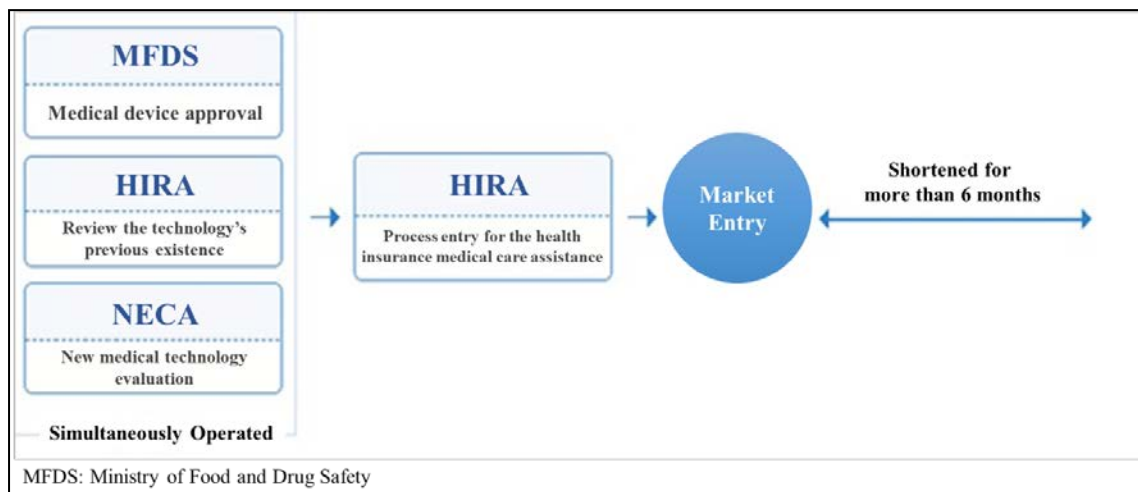 MFDS
Medical device approval
HIRA
Review the technology's
previous existence
NECA
New medical technology
evaluation
Simultaneously Operated
HIRA
Process entry for the health
insurance medical care assistance
Market
Entry
Shortened for
more than 6 months
MFDS: Ministry of Food and Drug Safety